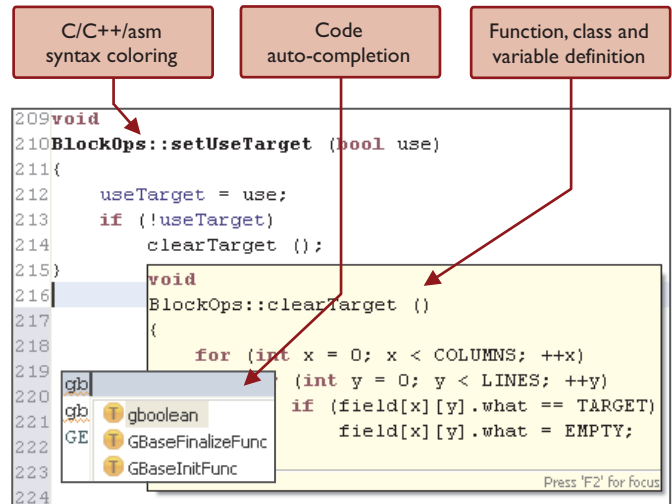 C/C++/asm
syntax coloring
Code
auto-completion
Function, class and
variable definition
209 void
210 BlockOps::setUseTarget (bool use)
211 {
212     useTarget = use;
213     if (!useTarget)
214         clearTarget ();
215 }
216
217
218
219
220
221
222
223
224
void
BlockOps::clearTarget ()
{
    for (int x = 0; x < COLUMNS; ++x)
(int y = 0; y < LINES; ++y)
if (field[x][y].what == TARGET)
field[x][y].what = EMPTY;
Press 'F2' for focus
gb
gb
GE
T gboolean
T GBaseFinalizeFunc
T GBaseInitFunc